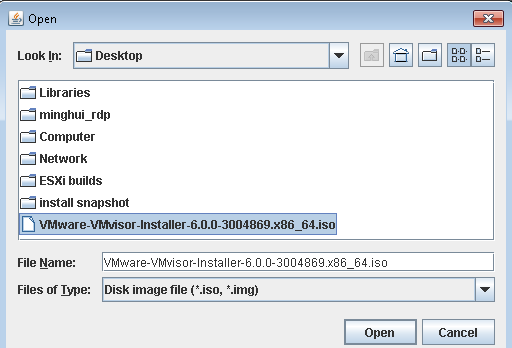 Open
Look In: Desktop
Libraries
minghui_rdp
Computer
Network
ESXi builds
install snapshot
VMware-VMvisor-Installer-6.0.0-3004869.x86_64.iso
File Name: VMware-VMvisor-Installer-6.0.0-3004869.x86_64.iso
Files of Type: Disk image file (*.iso, *.img)
Open Cancel